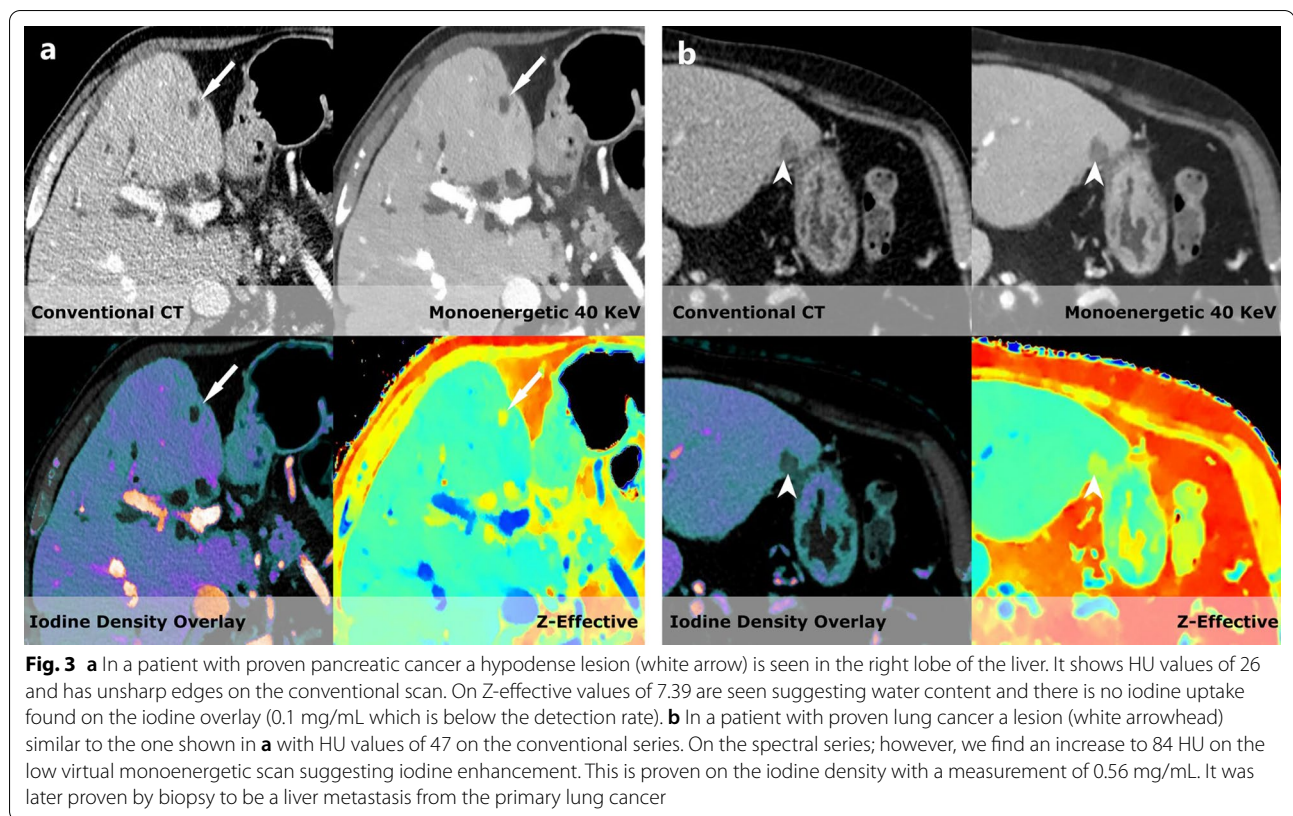 a
b
Conventional CT
Monoenergetic 40 KeV
Conventional CT
Monoenergetic 40 KeV
Iodine Density Overlay
Z-Effective
Iodine Density Overlay
Z-Effective
Fig. 3 a In a patient with proven pancreatic cancer a hypodense lesion (white arrow) is seen in the right lobe of the liver. It shows HU values of 26
and has unsharp edges on the conventional scan. On Z-effective values of 7.39 are seen suggesting water content and there is no iodine uptake
found on the iodine overlay (0.1 mg/mL which is below the detection rate). b In a patient with proven lung cancer a lesion (white arrowhead)
similar to the one shown in a with HU values of 47 on the conventional series. On the spectral series; however, we find an increase to 84 HU on the
low virtual monoenergetic scan suggesting iodine enhancement. This is proven on the iodine density with a measurement of 0.56 mg/mL. It was
later proven by biopsy to be a liver metastasis from the primary lung cancer